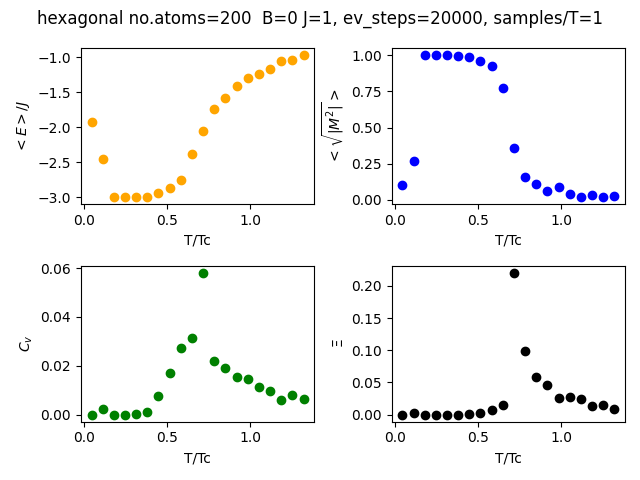 hexagonal no.atoms=200 B=0 J=1, ev_steps=20000, samples/T=1
< E > /J
−1.0
−1.5
−2.0
−2.5
−3.0
0.0 0.5 1.0
T/Tc
< √|M²| >
1.00
0.75
0.50
0.25
0.00
0.0 0.5 1.0
T/Tc
Cᵥ
0.06
0.04
0.02
0.00
0.0 0.5 1.0
T/Tc
Ξ
0.20
0.15
0.10
0.05
0.00
0.0 0.5 1.0
T/Tc